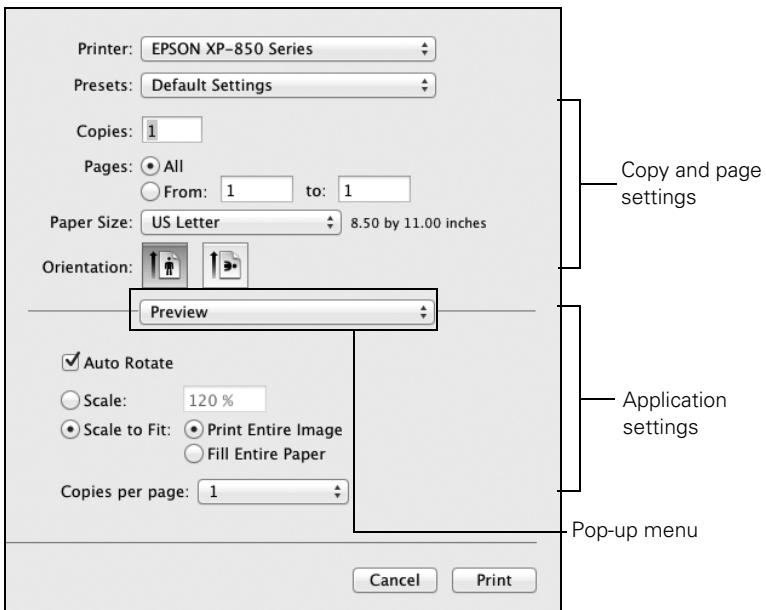 Printer: EPSON XP-850 Series
Presets: Default Settings
Copies: 1
Pages: All
From: 1 to: 1
Paper Size: US Letter 8.50 by 11.00 inches
Orientation:
Copy and page
settings
Preview
Auto Rotate
Scale: 120 %
Scale to Fit: Print Entire Image
Fill Entire Paper
Copies per page: 1
Application
settings
Pop-up menu
Cancel Print